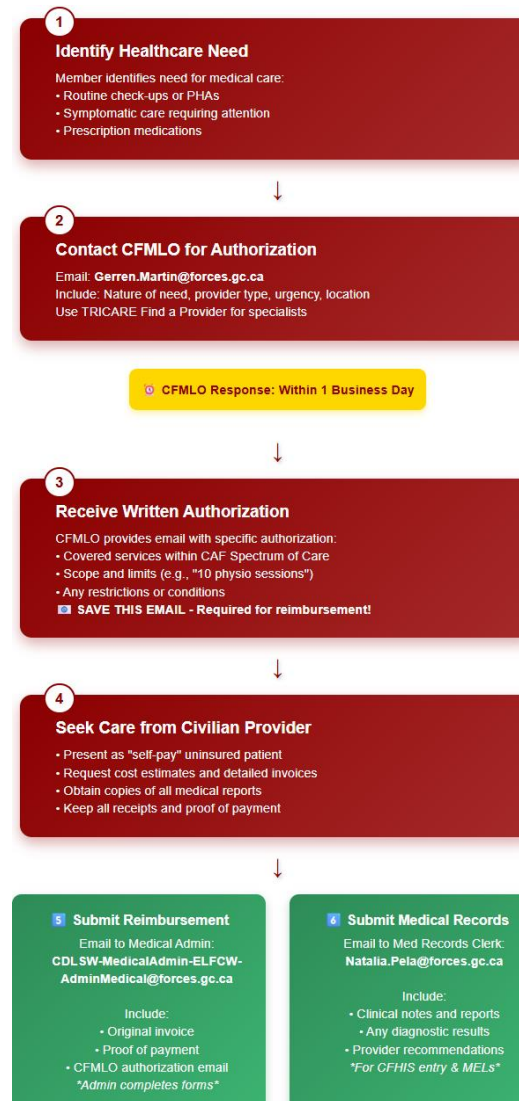 1
Identify Healthcare Need
Member identifies need for medical care:
• Routine check-ups or PHAs
• Symptomatic care requiring attention
• Prescription medications
↓
2
Contact CFMLO for Authorization
Email: Gerren.Martin@forces.gc.ca
Include: Nature of need, provider type, urgency, location
Use TRICARE Find a Provider for specialists
⏰ CFMLO Response: Within 1 Business Day
↓
3
Receive Written Authorization
CFMLO provides email with specific authorization:
• Covered services within CAF Spectrum of Care
• Scope and limits (e.g., "10 physio sessions")
• Any restrictions or conditions
📧 SAVE THIS EMAIL - Required for reimbursement!
↓
4
Seek Care from Civilian Provider
• Present as "self-pay" uninsured patient
• Request cost estimates and detailed invoices
• Obtain copies of all medical reports
• Keep all receipts and proof of payment
↓
5️⃣ Submit Reimbursement
Email to Medical Admin:
CDLSW-MedicalAdmin-ELFCW-
AdminMedical@forces.gc.ca
Include:
• Original invoice
• Proof of payment
• CFMLO authorization email
*Admin completes forms*
6️⃣ Submit Medical Records
Email to Med Records Clerk:
Natalia.Pela@forces.gc.ca
Include:
• Clinical notes and reports
• Any diagnostic results
• Provider recommendations
*For CFHIS entry & MELs*